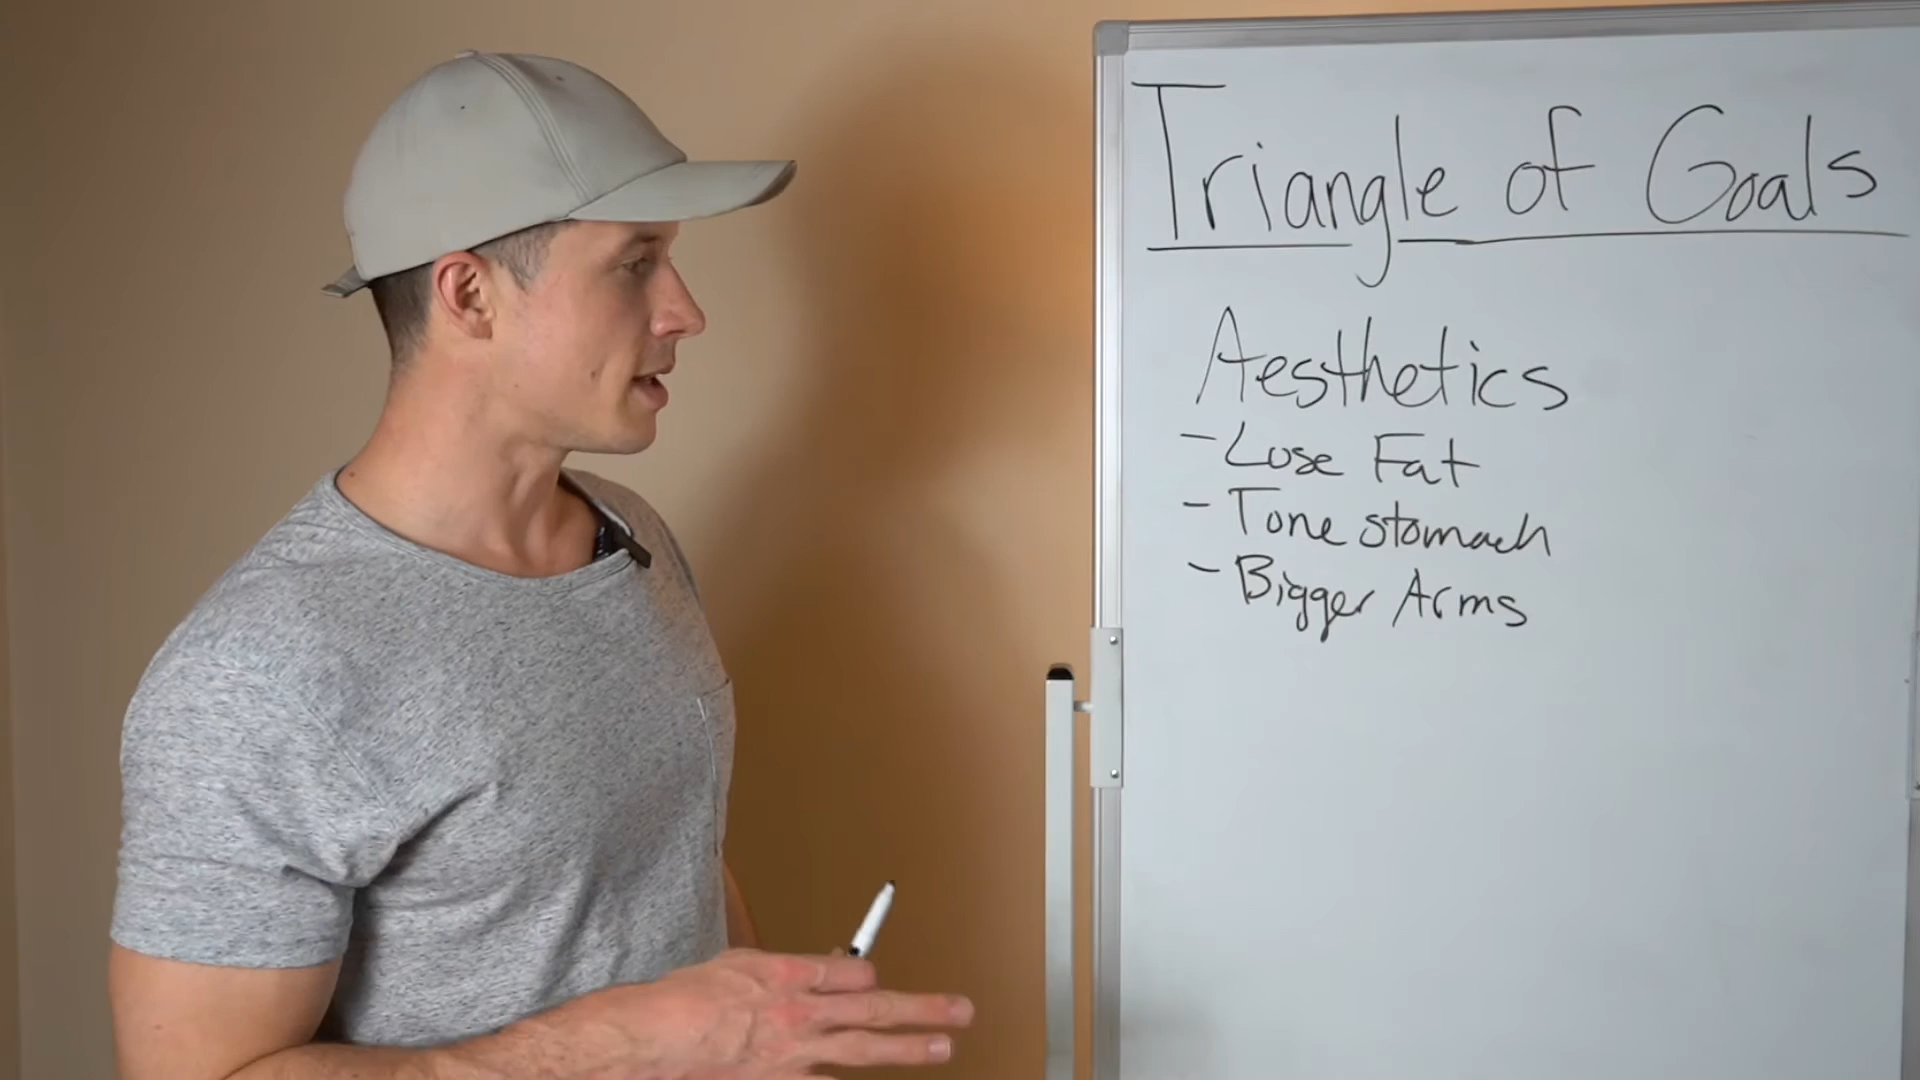 Triangle of Goals
Aesthetics
- Lose Fat
- Tone stomach
- Bigger Arms